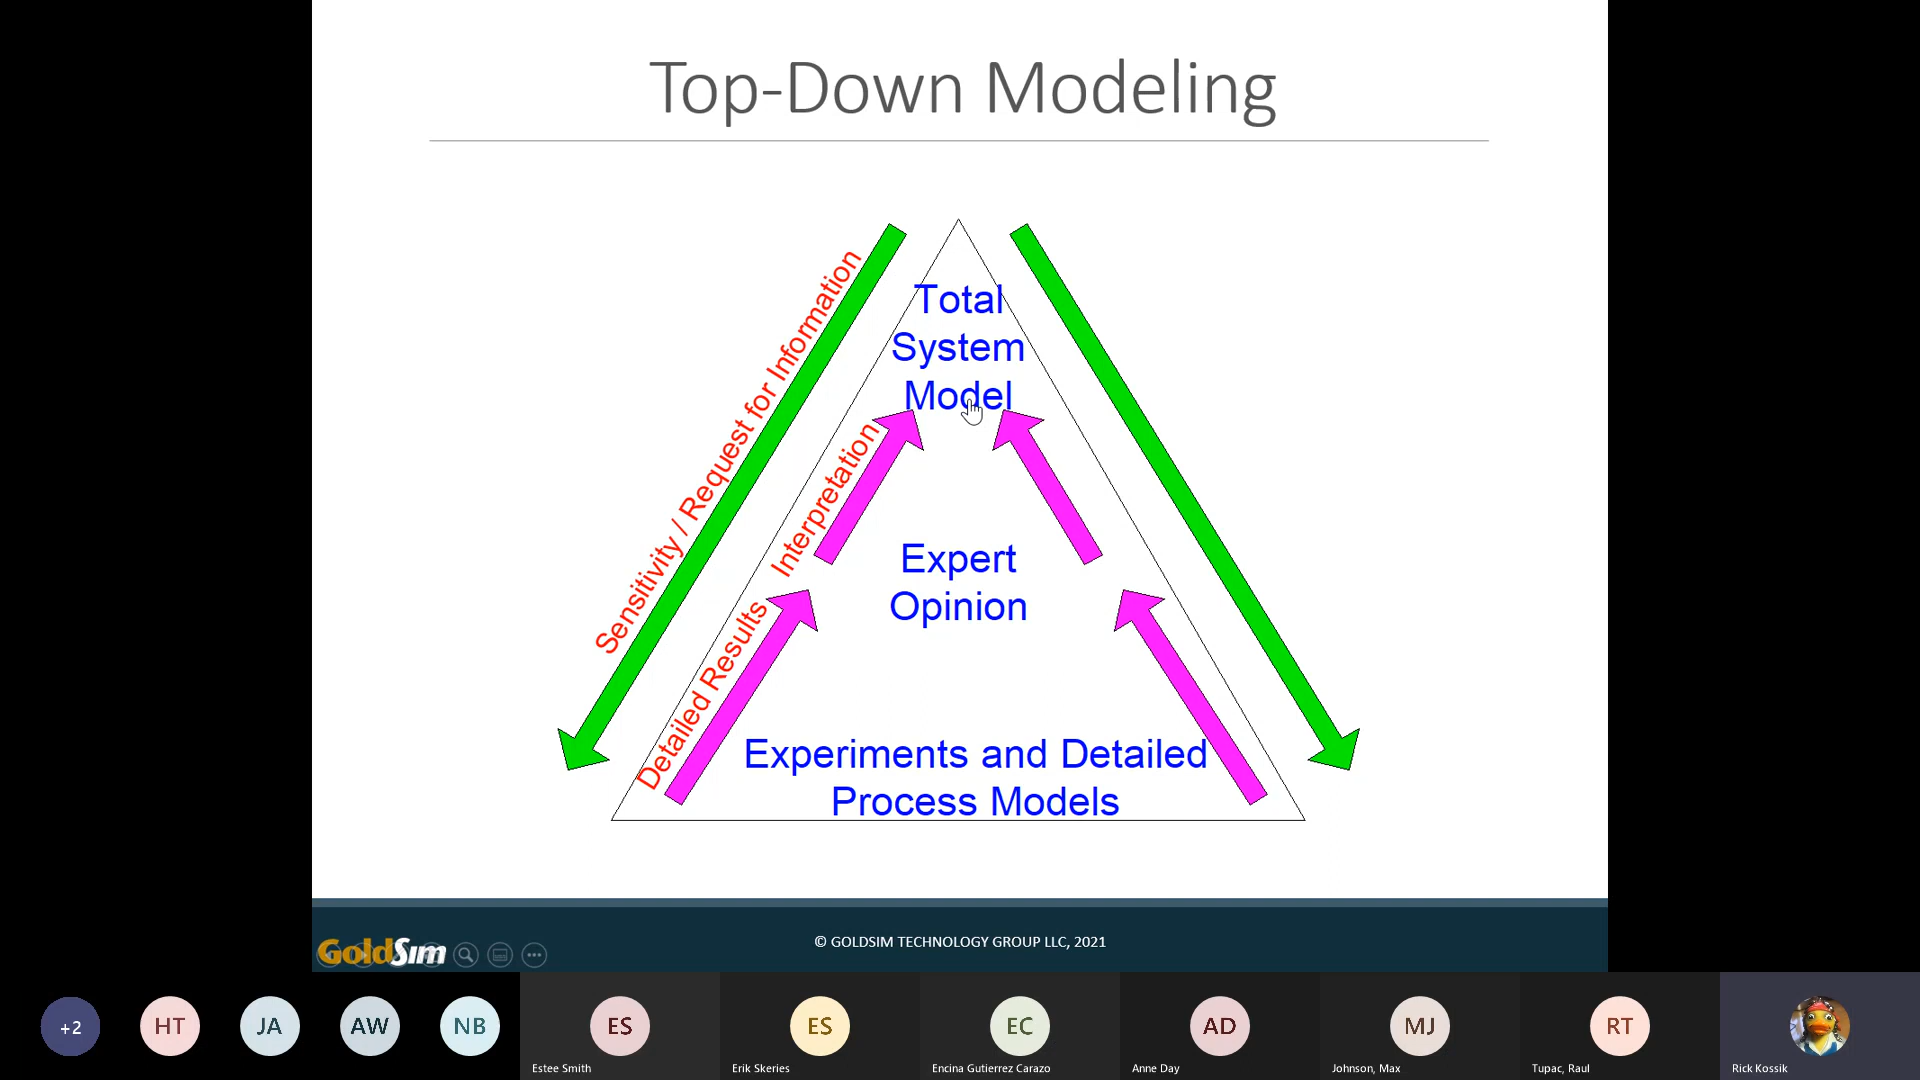 Top-Down Modeling
Sensitivity / Request for Information
Interpretation
Detailed Results
Total
System
Model
Expert
Opinion
Experiments and Detailed
Process Models
GoldSim
© GOLDSIM TECHNOLOGY GROUP LLC, 2021
+2
HT
JA
AW
NB
ES
Estee Smith
ES
Erik Skeries
EC
Encina Gutierrez Carazo
AD
Anne Day
MJ
Johnson, Max
RT
Tupac, Raul
Rick Kossik